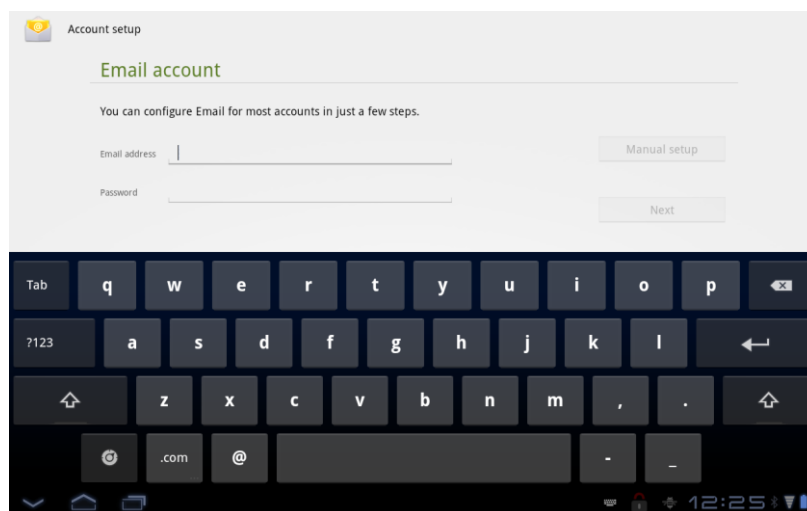 Account setup
Email account
You can configure Email for most accounts in just a few steps.
Email address
Manual setup
Password
Next
Tab q w e r t y u i o p
?123 a s d f g h j k l
z x c v b n m , .
.com @ - _
12:25